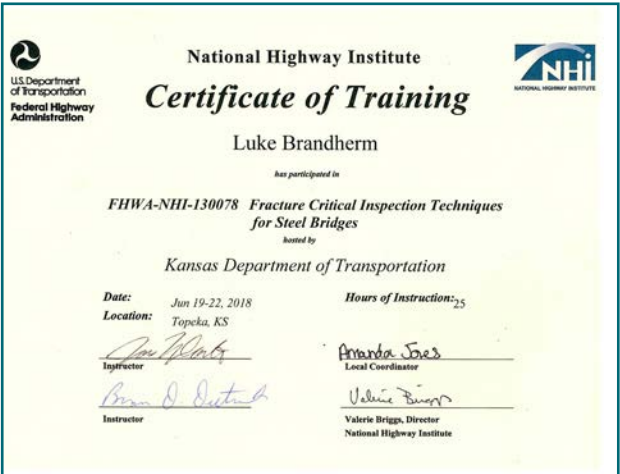 U.S. Department
of Transportation
Federal Highway
Administration
National Highway Institute
NHi
NATIONAL HIGHWAY INSTITUTE
Certificate of Training
Luke Brandherm
has participated in
FHWA-NHI-130078 Fracture Critical Inspection Techniques
for Steel Bridges
hosted by
Kansas Department of Transportation
Date: Jun 19-22, 2018
Hours of Instruction: 25
Location: Topeka, KS
Amanda Jores
Instructor
Local Coordinator
Valerie Briggs
Instructor
Valerie Briggs, Director
National Highway Institute